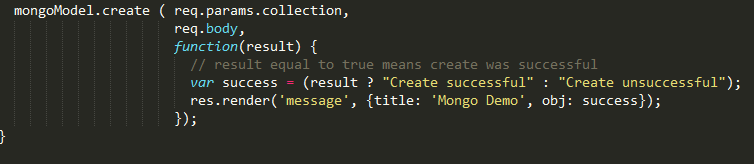 mongoModel.create ( req.params.collection,
req.body,
function(result) {
// result equal to true means create was successful
var success = (result ? "Create successful" : "Create unsuccessful");
res.render('message', {title: 'Mongo Demo', obj: success});
});
}